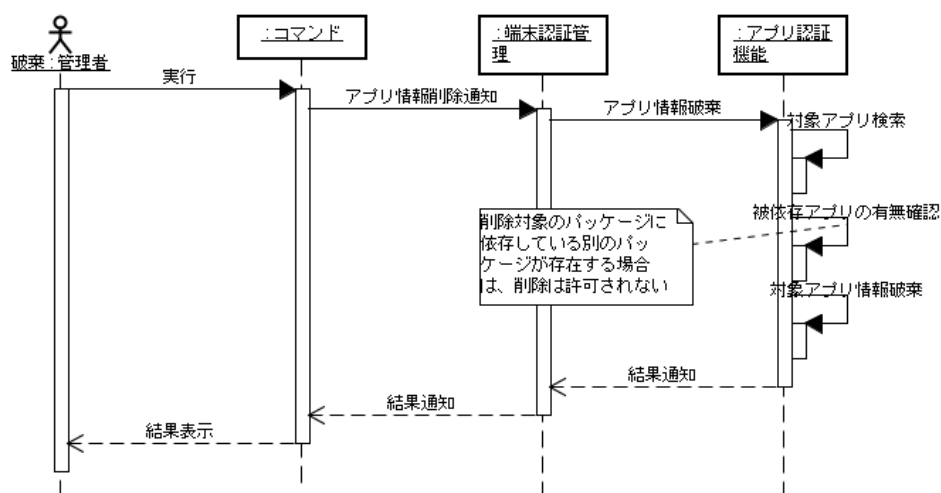 破棄:管理者
:コマンド
:端末認証管
理
:アプリ認証
機能
実行
アプリ情報削除通知
アプリ情報破棄
対象アプリ検索
被依存アプリの有無確認
削除対象のパッケージに
依存している別のパッ
ケージが存在する場合
は、削除は許可されない
対象アプリ情報破棄
結果通知
結果通知
結果表示